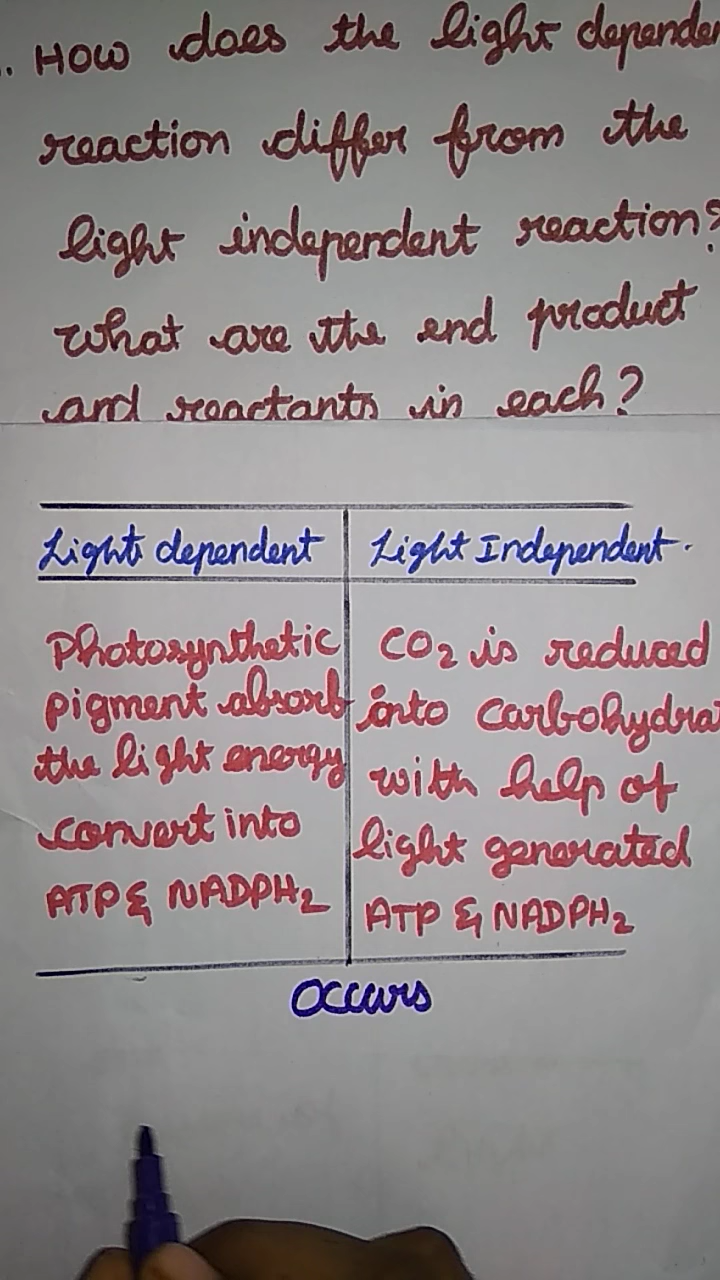 . How does the light dependen
reaction differ from the
light independent reaction?
what are the end product
and reactants in each?
Light dependent
Light Independent.
Photosynthetic
pigment absorb
the light energy
convert into
ATP & NADPH₂
CO₂ is reduced
into carbohydra
with help of
light generated
ATP & NADPH₂
Occurs